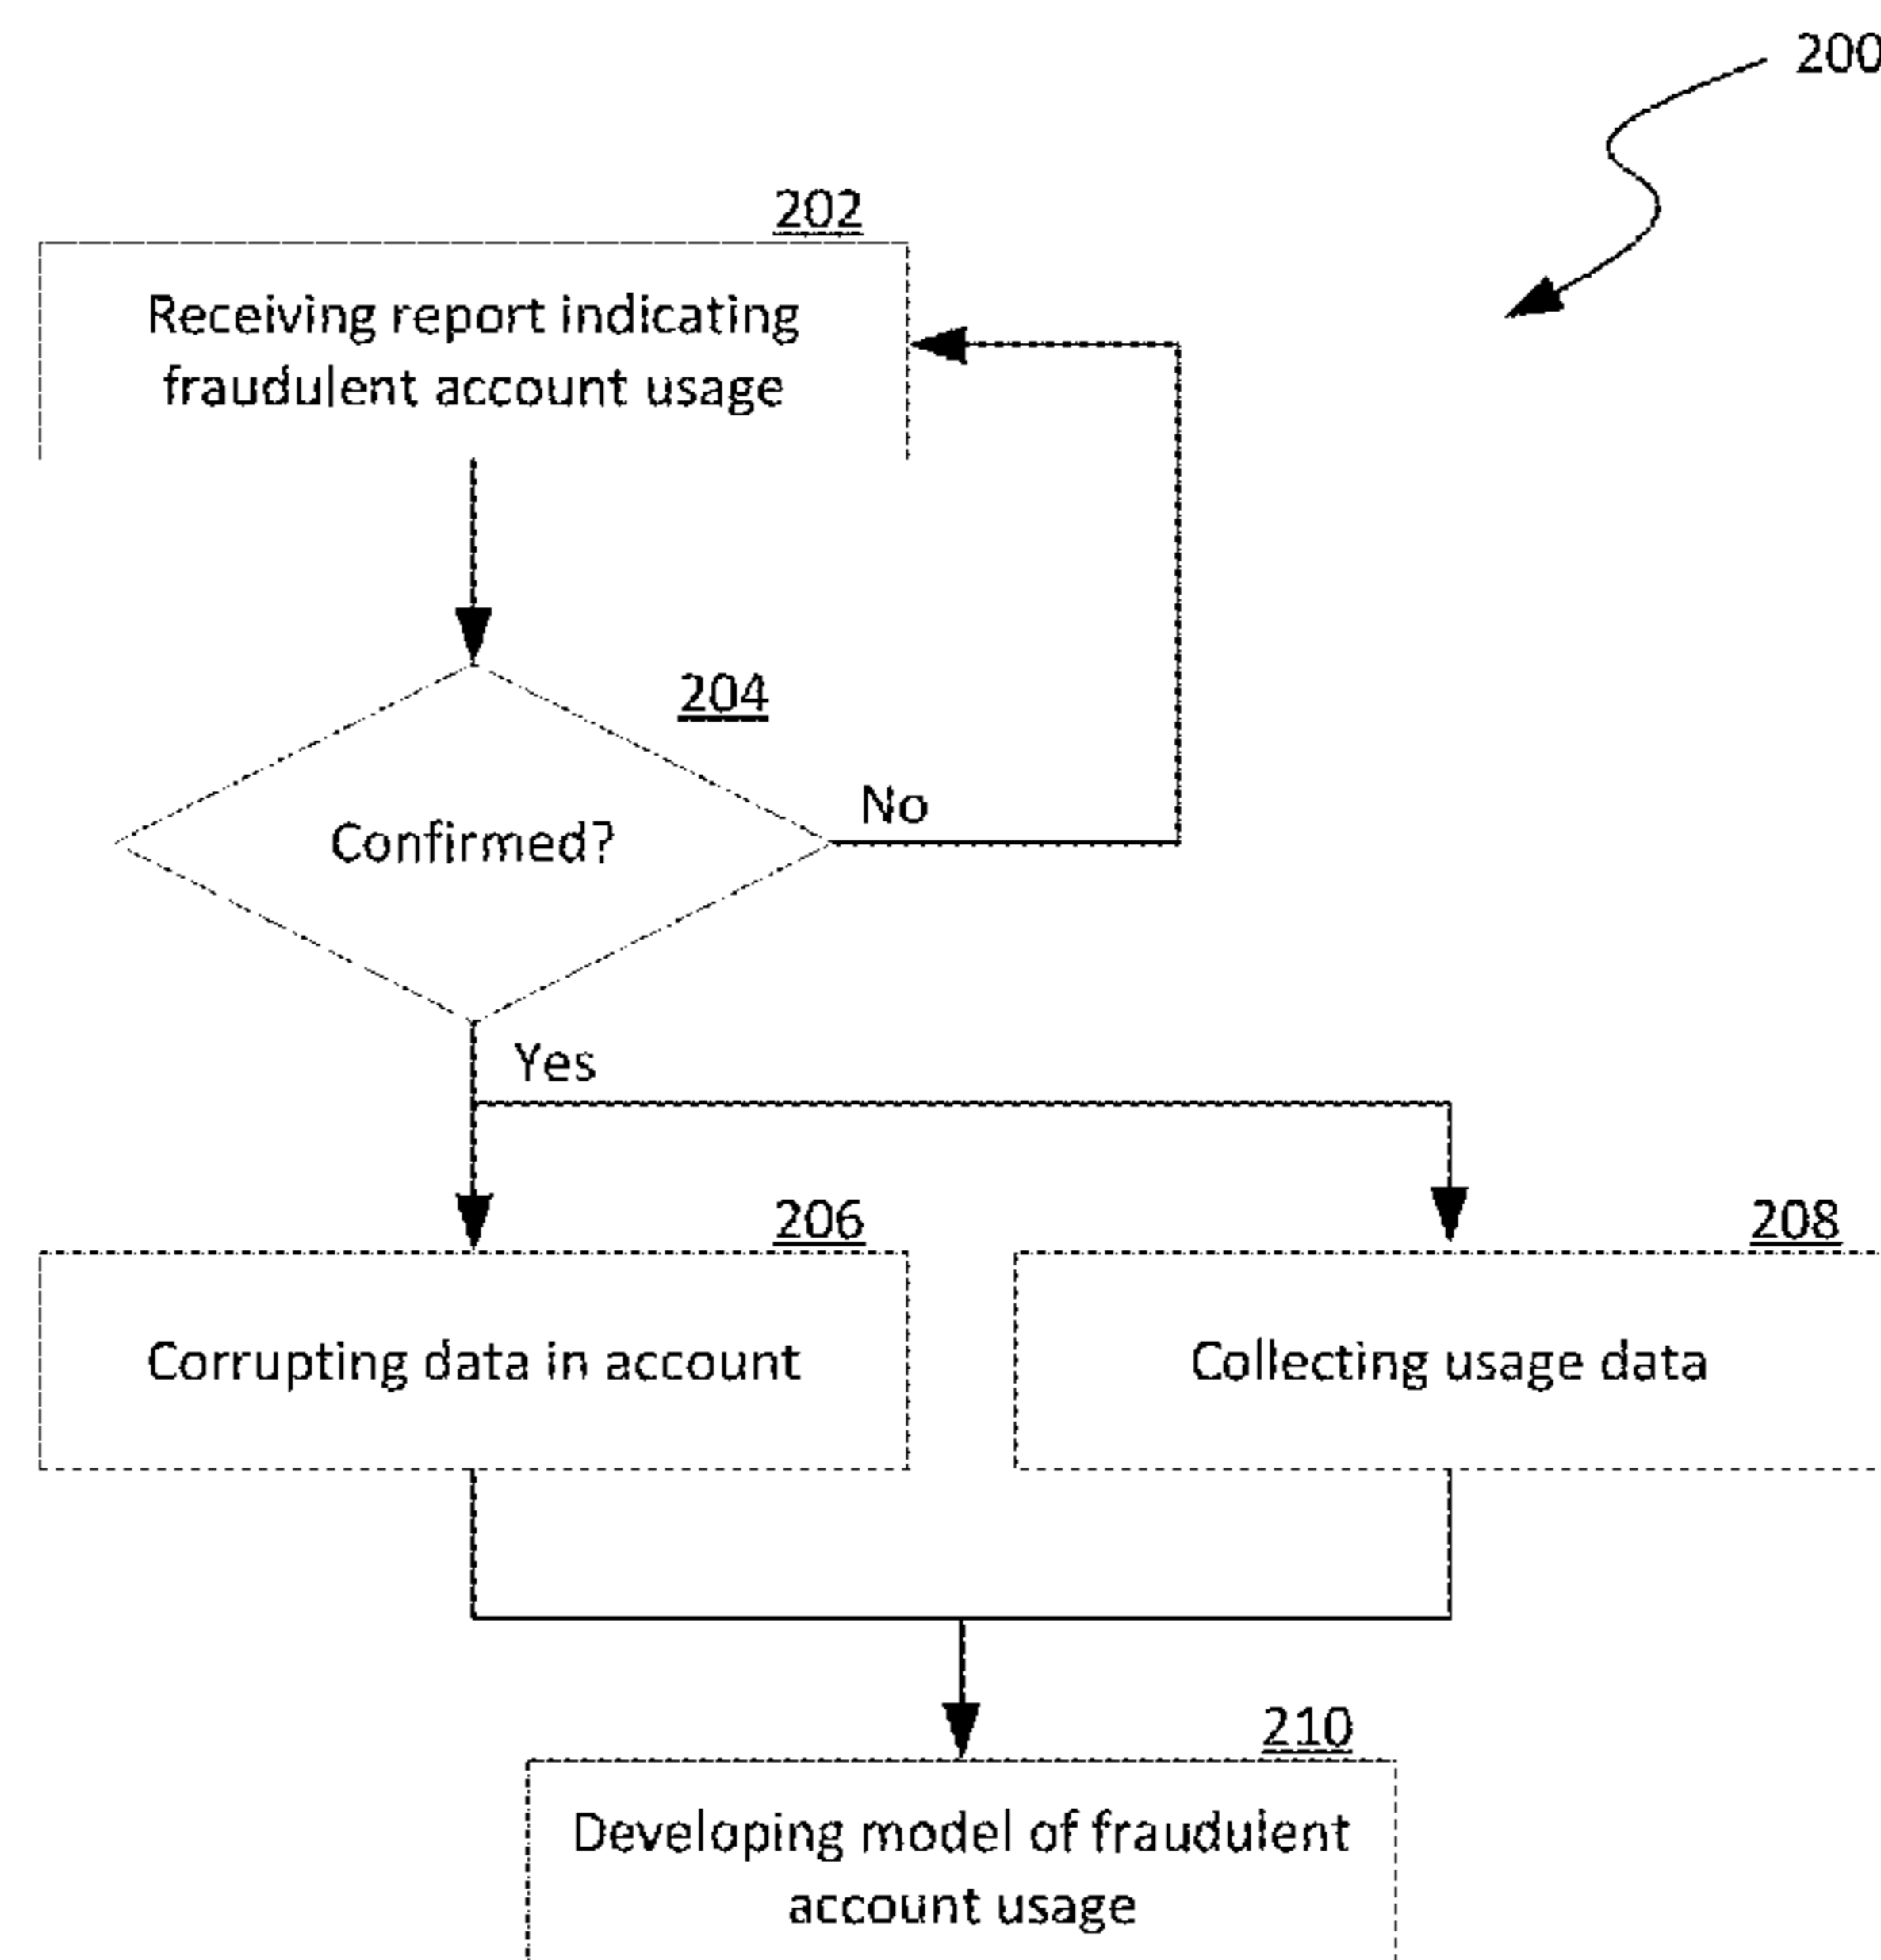 200
202
Receiving report indicating
fraudulent account usage
204
Confirmed?
No
Yes
206
Corrupting data in account
208
Collecting usage data
210
Developing model of fraudulent
account usage